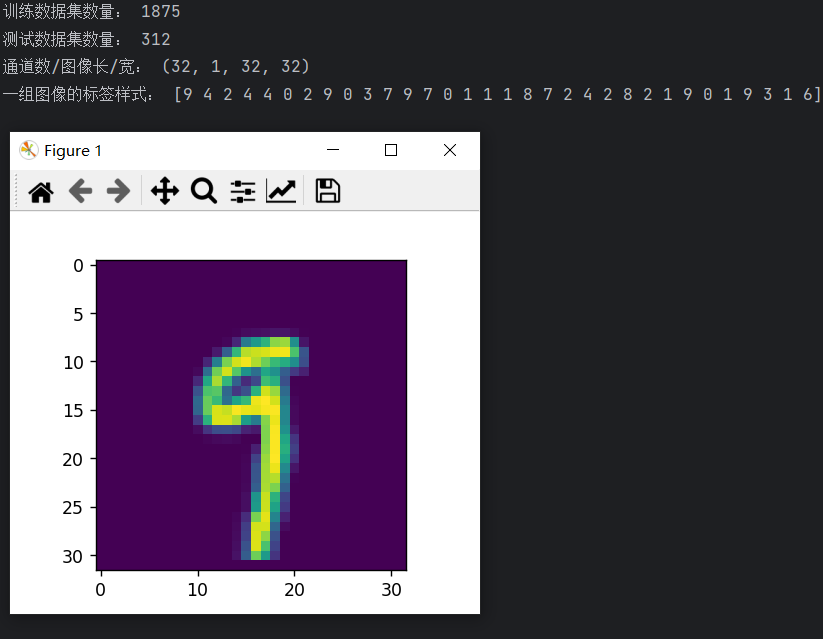 训练数据集数量： 1875
测试数据集数量： 312
通道数/图像长/宽： (32, 1, 32, 32)
一组图像的标签样式： [9 4 2 4 4 0 2 9 0 3 7 9 7 0 1 1 1 8 7 2 4 2 8 2 1 9 0 1 9 3 1 6]
Figure 1
0
5
10
15
20
25
30
0 10 20 30